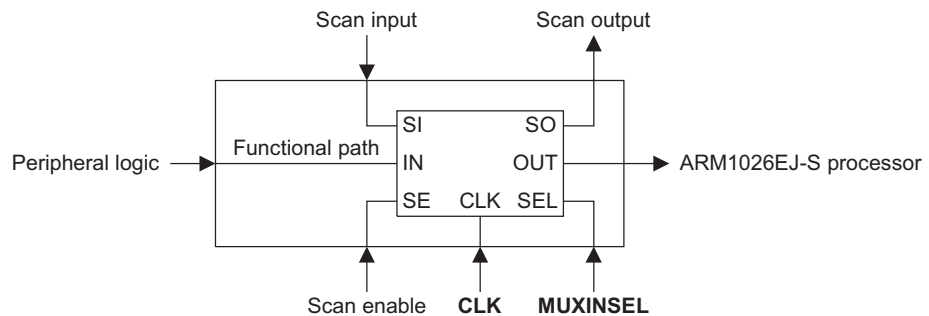 Scan input
Scan output
SI
SO
Peripheral logic
Functional path
IN
OUT
ARM1026EJ-S processor
SE
CLK
SEL
Scan enable
CLK
MUXINSEL